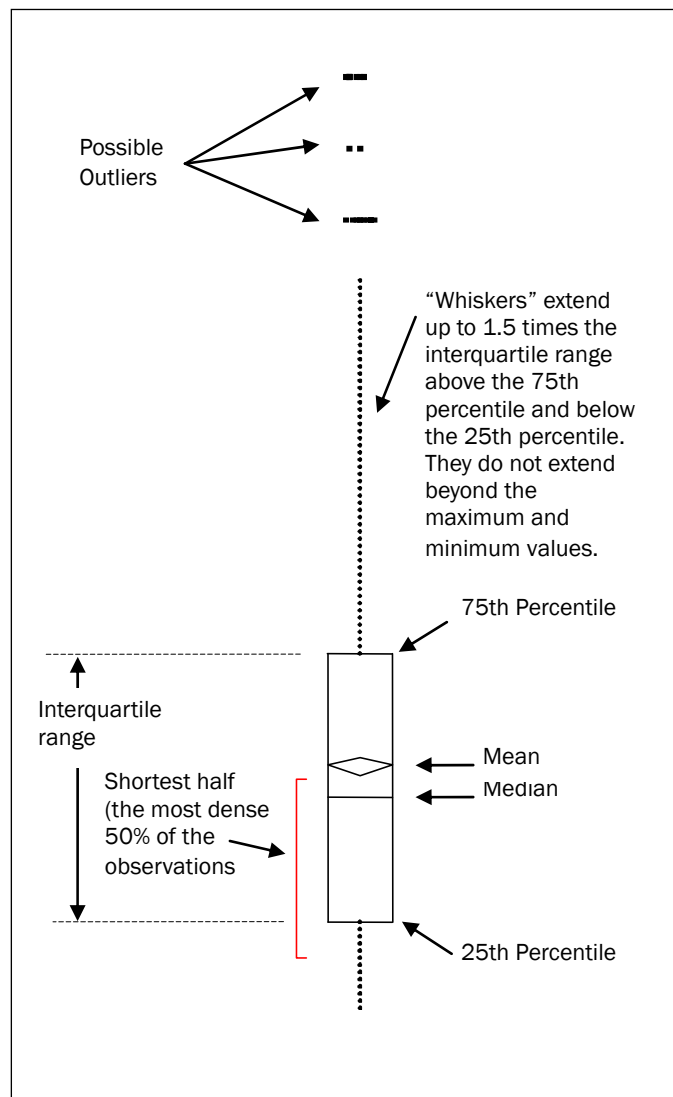 Possible
Outliers
“Whiskers” extend
up to 1.5 times the
interquartile range
above the 75th
percentile and below
the 25th percentile.
They do not extend
beyond the
maximum and
minimum values.
75th Percentile
Interquartile
range
Mean
Median
Shortest half
(the most dense
50% of the
observations
25th Percentile